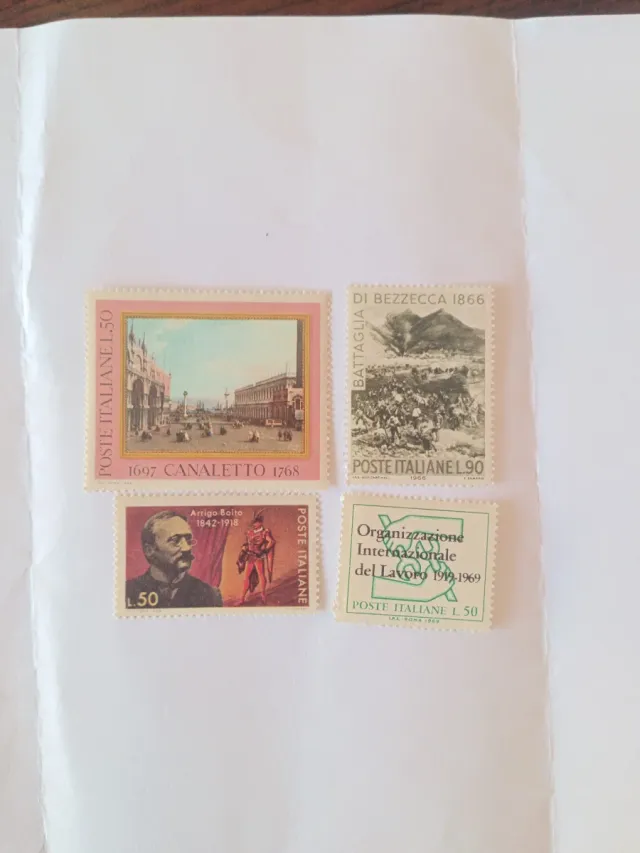 POSTE ITALIANE L.50
1697 CANALETTO 1768
BATTAGLIA
DI BEZZECCA 1866
POSTE ITALIANE L.90
1966
Arrigo Boito
1842-1918
POSTE ITALIANE
L.50
Organizzazione
Internazionale
del Lavoro 1919-1969
POSTE ITALIANE L. 50